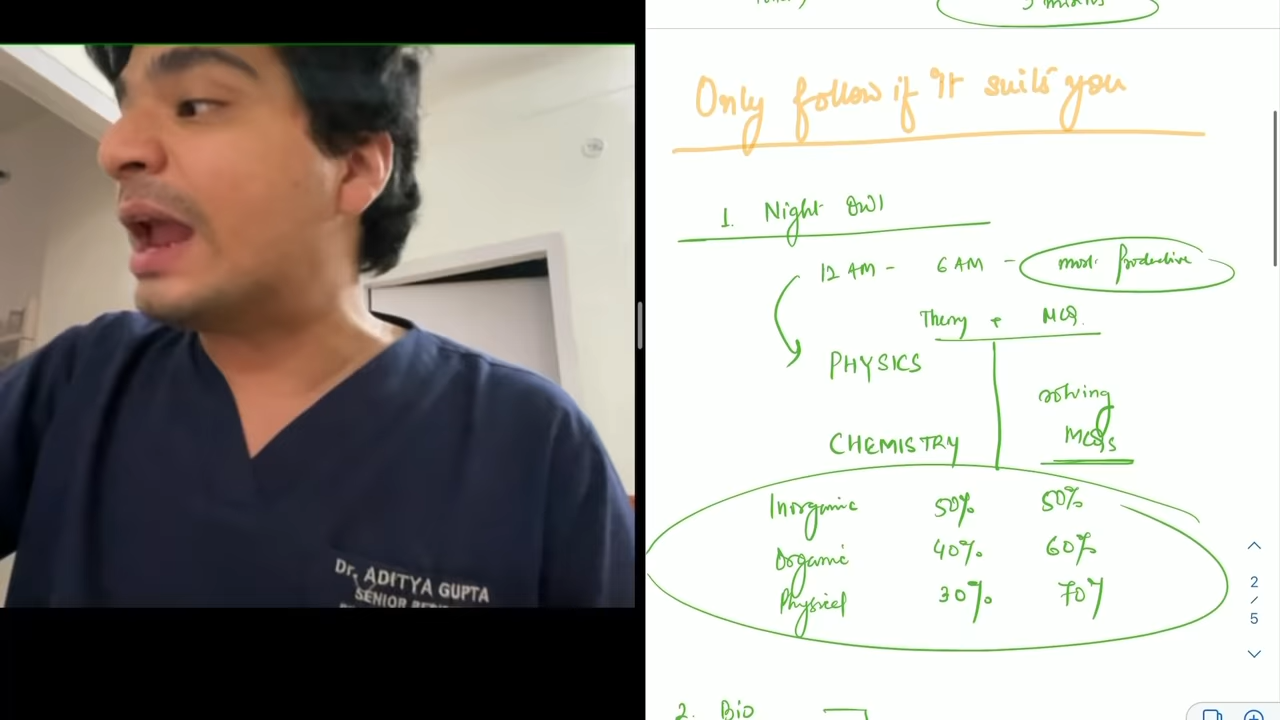 Dr. ADITYA GUPTA
SENIOR
Only follow if it suits you
1. Night Owl
12 AM - 6 AM - most productive
Theory + MCQ.
PHYSICS
solving
CHEMISTRY MCQs
Inorganic 50% 50%
Organic 40% 60%
Physical 30% 70%
2. Bio
2
/
5